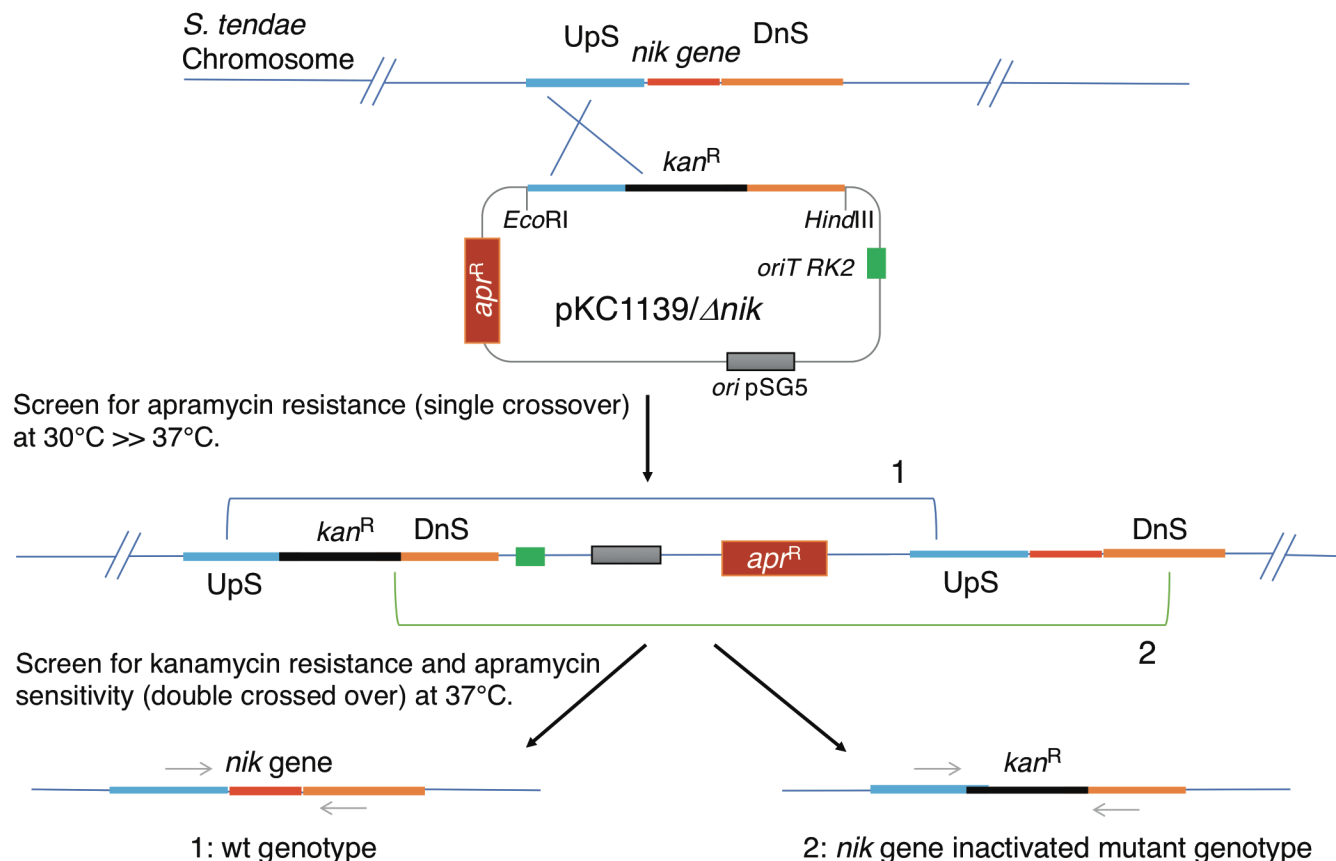 S. tendae
Chromosome
UpS
nik gene
DnS
kanᴿ
EcoRI
HindIII
oriT RK2
aprᴿ
pKC1139/Δnik
ori pSG5
Screen for apramycin resistance (single crossover)
at 30°C >> 37°C.
1
kanᴿ
DnS
DnS
aprᴿ
UpS
UpS
2
Screen for kanamycin resistance and apramycin
sensitivity (double crossed over) at 37°C.
nik gene
kanᴿ
1: wt genotype
2: nik gene inactivated mutant genotype